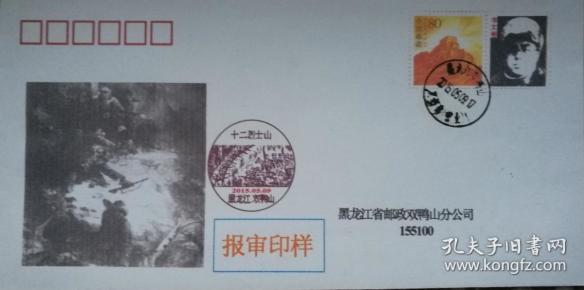 80
十二烈士山
2015.05.09
黑龙江.双鸭山
报审印样
黑龙江省邮政双鸭山分公司
155100
孔夫子旧书网
www.kongfz.com